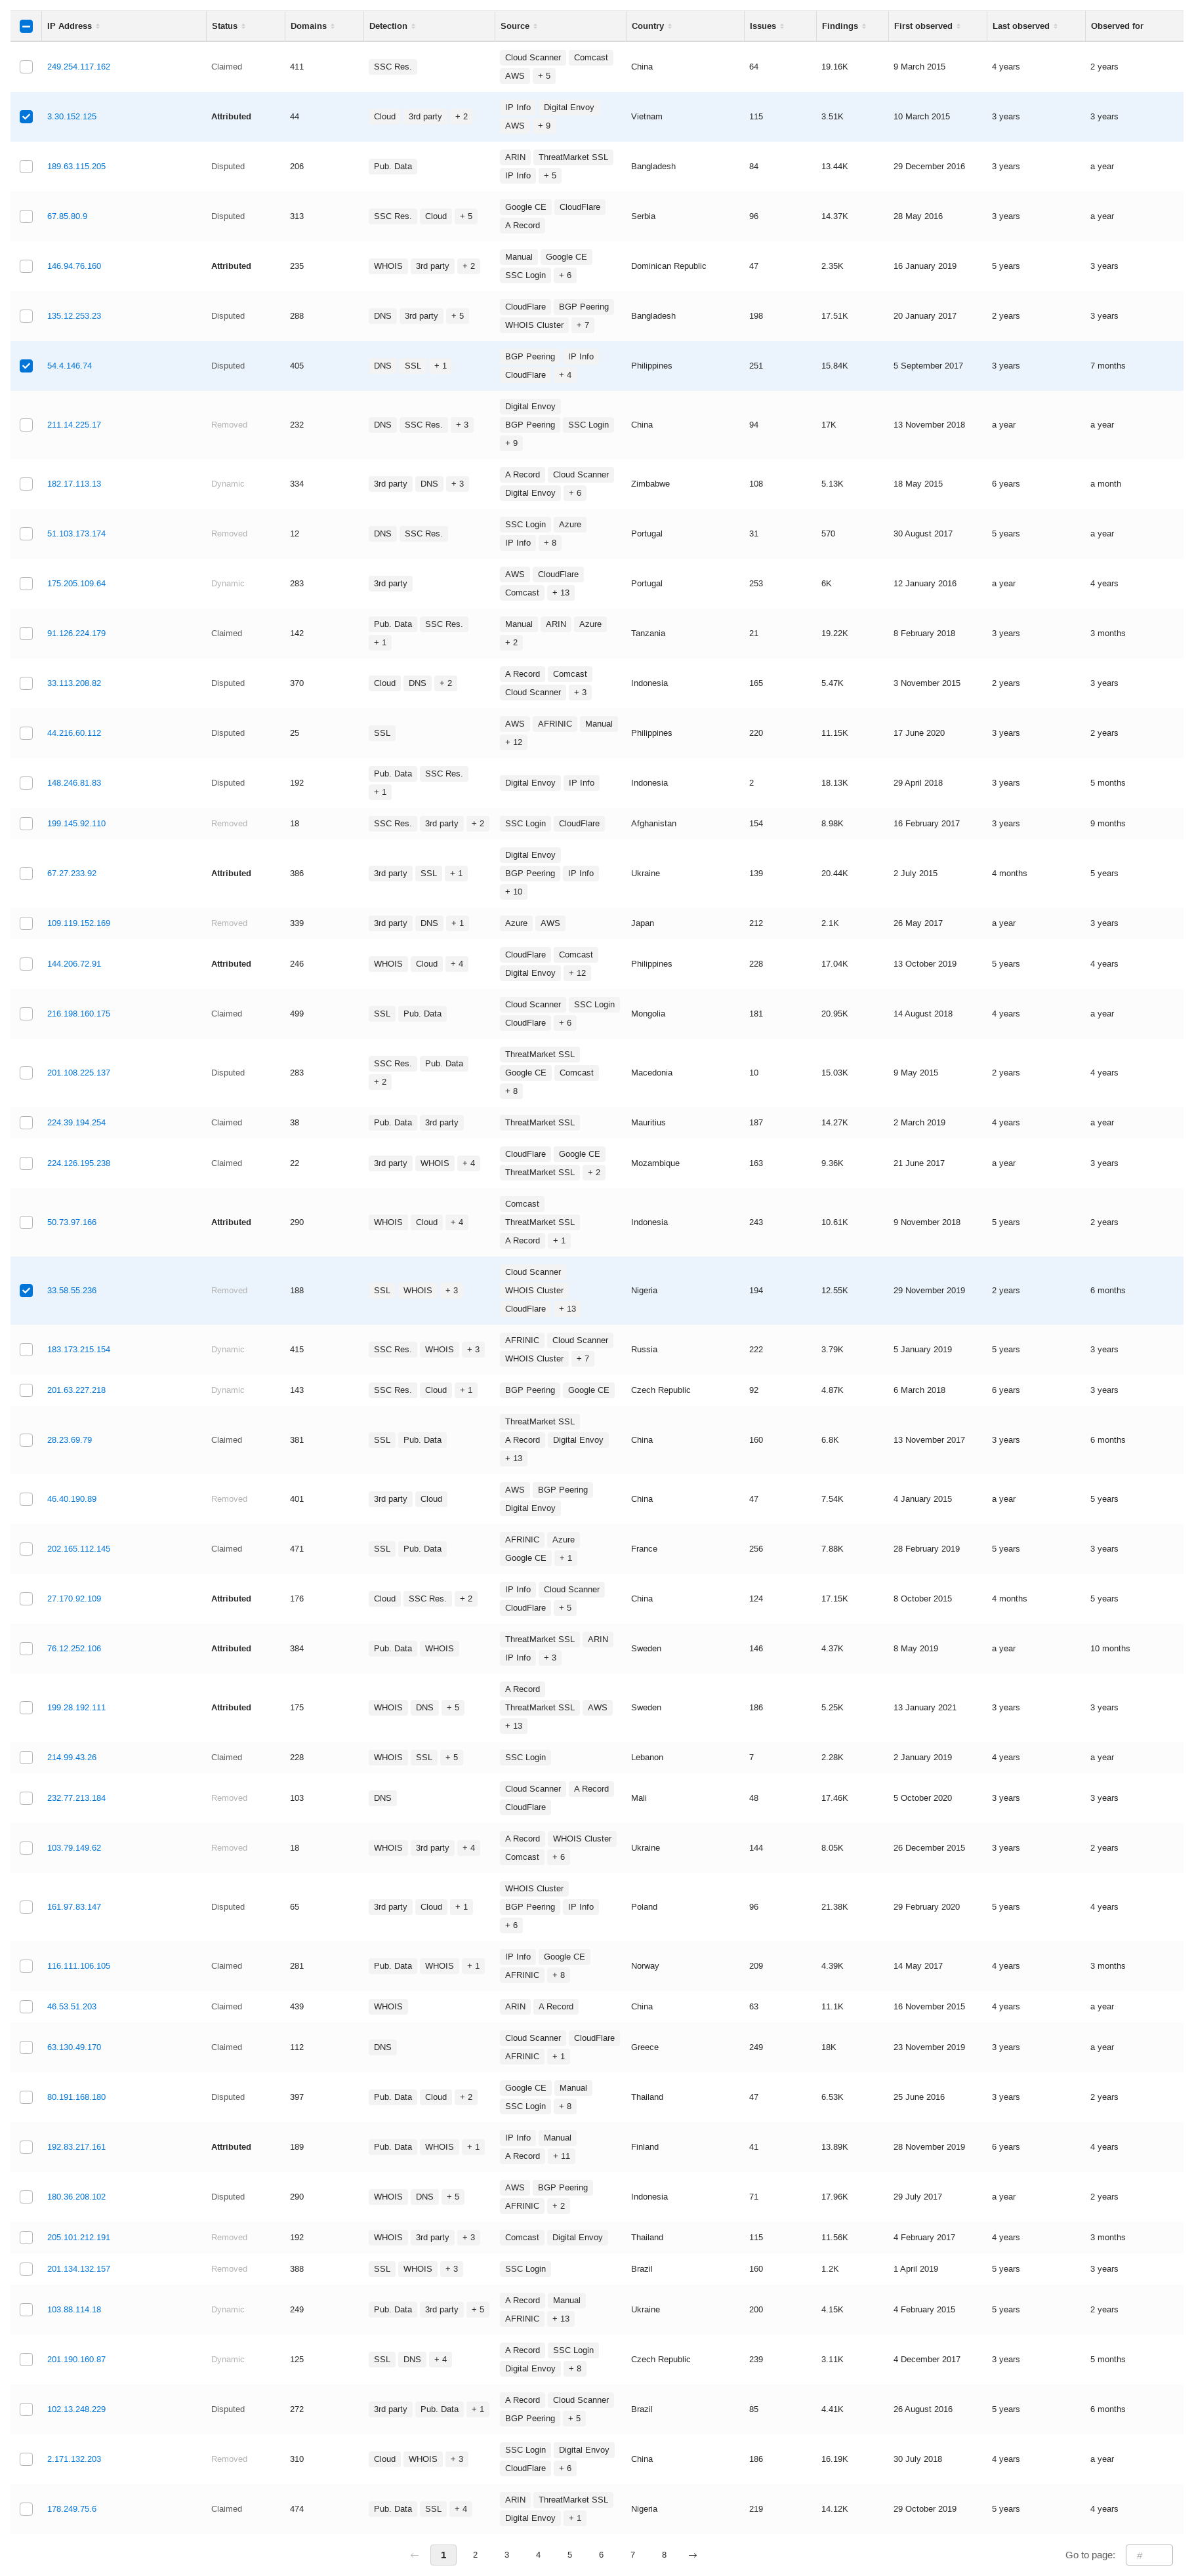 IP Address Status Domains Detection Source Country Issues Findings First observed Last observed Observed for
249.254.117.162 Claimed 411 SSC Res. Cloud Scanner Comcast AWS + 5 China 64 19.16K 9 March 2015 4 years 2 years
3.30.152.125 Attributed 44 Cloud 3rd party + 2 IP Info Digital Envoy AWS + 9 Vietnam 115 3.51K 10 March 2015 3 years 3 years
189.63.115.205 Disputed 206 Pub. Data ARIN ThreatMarket SSL IP Info + 5 Bangladesh 84 13.44K 29 December 2016 3 years a year
67.85.80.9 Disputed 313 SSC Res. Cloud + 5 Google CE CloudFlare A Record Serbia 96 14.37K 28 May 2016 3 years a year
146.94.76.160 Attributed 235 WHOIS 3rd party + 2 Manual Google CE SSC Login + 6 Dominican Republic 47 2.35K 16 January 2019 5 years 3 years
135.12.253.23 Disputed 288 DNS 3rd party + 5 CloudFlare BGP Peering WHOIS Cluster + 7 Bangladesh 198 17.51K 20 January 2017 2 years 3 years
54.4.146.74 Disputed 405 DNS SSL + 1 BGP Peering IP Info CloudFlare + 4 Philippines 251 15.84K 5 September 2017 3 years 7 months
211.14.225.17 Removed 232 DNS SSC Res. + 3 Digital Envoy BGP Peering SSC Login + 9 China 94 17K 13 November 2018 a year a year
182.17.113.13 Dynamic 334 3rd party DNS + 3 A Record Cloud Scanner Digital Envoy + 6 Zimbabwe 108 5.13K 18 May 2015 6 years a month
51.103.173.174 Removed 12 DNS SSC Res. SSC Login Azure IP Info + 8 Portugal 31 570 30 August 2017 5 years a year
175.205.109.64 Dynamic 283 3rd party AWS CloudFlare Comcast + 13 Portugal 253 6K 12 January 2016 a year 4 years
91.126.224.179 Claimed 142 Pub. Data SSC Res. + 1 Manual ARIN Azure + 2 Tanzania 21 19.22K 8 February 2018 3 years 3 months
33.113.208.82 Disputed 370 Cloud DNS + 2 A Record Comcast Cloud Scanner + 3 Indonesia 165 5.47K 3 November 2015 2 years 3 years
44.216.60.112 Disputed 25 SSL AWS AFRINIC Manual + 12 Philippines 220 11.15K 17 June 2020 3 years 2 years
148.246.81.83 Disputed 192 Pub. Data SSC Res. + 1 Digital Envoy IP Info Indonesia 2 18.13K 29 April 2018 3 years 5 months
199.145.92.110 Removed 18 SSC Res. 3rd party + 2 SSC Login CloudFlare Afghanistan 154 8.98K 16 February 2017 3 years 9 months
67.27.233.92 Attributed 386 3rd party SSL + 1 Digital Envoy BGP Peering IP Info + 10 Ukraine 139 20.44K 2 July 2015 4 months 5 years
109.119.152.169 Removed 339 3rd party DNS + 1 Azure AWS Japan 212 2.1K 26 May 2017 a year 3 years
144.206.72.91 Attributed 246 WHOIS Cloud + 4 CloudFlare Comcast Digital Envoy + 12 Philippines 228 17.04K 13 October 2019 5 years 4 years
216.198.160.175 Claimed 499 SSL Pub. Data Cloud Scanner SSC Login CloudFlare + 6 Mongolia 181 20.95K 14 August 2018 4 years a year
201.108.225.137 Disputed 283 SSC Res. Pub. Data + 2 ThreatMarket SSL Google CE Comcast + 8 Macedonia 10 15.03K 9 May 2015 2 years 4 years
224.39.194.254 Claimed 38 Pub. Data 3rd party ThreatMarket SSL Mauritius 187 14.27K 2 March 2019 4 years a year
224.126.195.238 Claimed 22 3rd party WHOIS + 4 CloudFlare Google CE ThreatMarket SSL + 2 Mozambique 163 9.36K 21 June 2017 a year 3 years
50.73.97.166 Attributed 290 WHOIS Cloud + 4 Comcast ThreatMarket SSL A Record + 1 Indonesia 243 10.61K 9 November 2018 5 years 2 years
33.58.55.236 Removed 188 SSL WHOIS + 3 Cloud Scanner WHOIS Cluster CloudFlare + 13 Nigeria 194 12.55K 29 November 2019 2 years 6 months
183.173.215.154 Dynamic 415 SSC Res. WHOIS + 3 AFRINIC Cloud Scanner WHOIS Cluster + 7 Russia 222 3.79K 5 January 2019 5 years 3 years
201.63.227.218 Dynamic 143 SSC Res. Cloud + 1 BGP Peering Google CE Czech Republic 92 4.87K 6 March 2018 6 years 3 years
28.23.69.79 Claimed 381 SSL Pub. Data ThreatMarket SSL A Record Digital Envoy + 13 China 160 6.8K 13 November 2017 3 years 6 months
46.40.190.89 Removed 401 3rd party Cloud AWS BGP Peering Digital Envoy China 47 7.54K 4 January 2015 a year 5 years
202.165.112.145 Claimed 471 SSL Pub. Data AFRINIC Azure Google CE + 1 France 256 7.88K 28 February 2019 5 years 3 years
27.170.92.109 Attributed 176 Cloud SSC Res. + 2 IP Info Cloud Scanner CloudFlare + 5 China 124 17.15K 8 October 2015 4 months 5 years
76.12.252.106 Attributed 384 Pub. Data WHOIS ThreatMarket SSL ARIN IP Info + 3 Sweden 146 4.37K 8 May 2019 a year 10 months
199.28.192.111 Attributed 175 WHOIS DNS + 5 A Record ThreatMarket SSL AWS + 13 Sweden 186 5.25K 13 January 2021 3 years 3 years
214.99.43.26 Claimed 228 WHOIS SSL + 5 SSC Login Lebanon 7 2.28K 2 January 2019 4 years a year
232.77.213.184 Removed 103 DNS Cloud Scanner A Record CloudFlare Mali 48 17.46K 5 October 2020 3 years 3 years
103.79.149.62 Removed 18 WHOIS 3rd party + 4 A Record WHOIS Cluster Comcast + 6 Ukraine 144 8.05K 26 December 2015 3 years 2 years
161.97.83.147 Disputed 65 3rd party Cloud + 1 WHOIS Cluster BGP Peering IP Info + 6 Poland 96 21.38K 29 February 2020 5 years 4 years
116.111.106.105 Claimed 281 Pub. Data WHOIS + 1 IP Info Google CE AFRINIC + 8 Norway 209 4.39K 14 May 2017 4 years 3 months
46.53.51.203 Claimed 439 WHOIS ARIN A Record China 63 11.1K 16 November 2015 4 years a year
63.130.49.170 Claimed 112 DNS Cloud Scanner CloudFlare AFRINIC + 1 Greece 249 18K 23 November 2019 3 years a year
80.191.168.180 Disputed 397 Pub. Data Cloud + 2 Google CE Manual SSC Login + 8 Thailand 47 6.53K 25 June 2016 3 years 2 years
192.83.217.161 Attributed 189 Pub. Data WHOIS + 1 IP Info Manual A Record + 11 Finland 41 13.89K 28 November 2019 6 years 4 years
180.36.208.102 Disputed 290 WHOIS DNS + 5 AWS BGP Peering AFRINIC + 2 Indonesia 71 17.96K 29 July 2017 a year 2 years
205.101.212.191 Removed 192 WHOIS 3rd party + 3 Comcast Digital Envoy Thailand 115 11.56K 4 February 2017 4 years 3 months
201.134.132.157 Removed 388 SSL WHOIS + 3 SSC Login Brazil 160 1.2K 1 April 2019 5 years 3 years
103.88.114.18 Dynamic 249 Pub. Data 3rd party + 5 A Record Manual AFRINIC + 13 Ukraine 200 4.15K 4 February 2015 5 years 2 years
201.190.160.87 Dynamic 125 SSL DNS + 4 A Record SSC Login Digital Envoy + 8 Czech Republic 239 3.11K 4 December 2017 3 years 5 months
102.13.248.229 Disputed 272 3rd party Pub. Data + 1 A Record Cloud Scanner BGP Peering + 5 Brazil 85 4.41K 26 August 2016 5 years 6 months
2.171.132.203 Removed 310 Cloud WHOIS + 3 SSC Login Digital Envoy CloudFlare + 6 China 186 16.19K 30 July 2018 4 years a year
178.249.75.6 Claimed 474 Pub. Data SSL + 4 ARIN ThreatMarket SSL Digital Envoy + 1 Nigeria 219 14.12K 29 October 2019 5 years 4 years
← 1 2 3 4 5 6 7 8 → Go to page: #